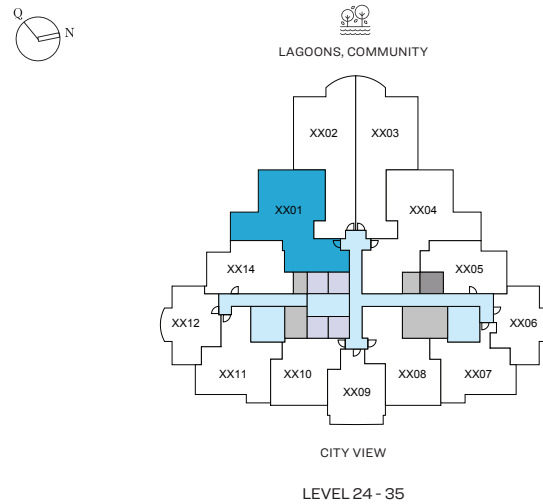 Q
N
LAGOONS, COMMUNITY
XX02
XX03
XX01
XX04
XX14
XX05
XX12
XX06
XX11
XX10
XX09
XX08
XX07
CITY VIEW
LEVEL 24 - 35